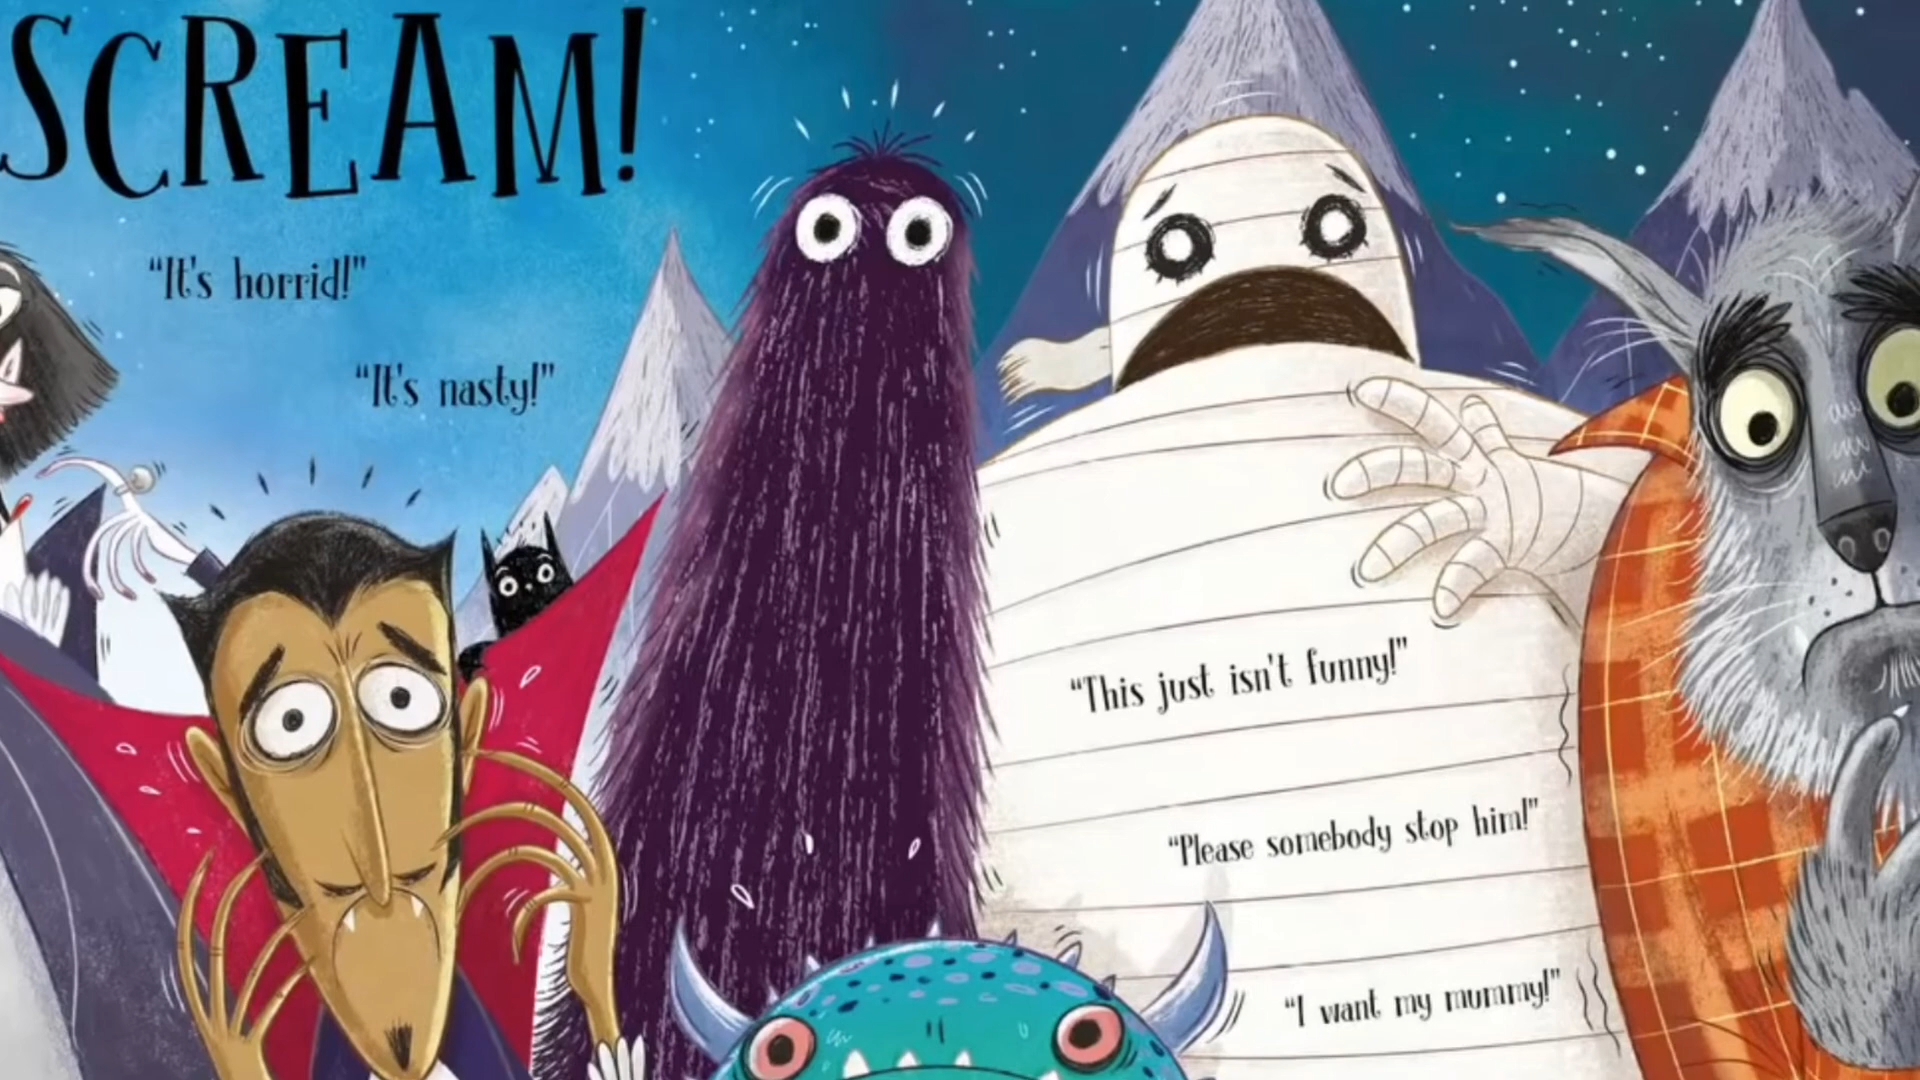 SCREAM!
“It's horrid!”
“It's nasty!”
“This just isn't funny!”
“Please somebody stop him!”
“I want my mummy!”